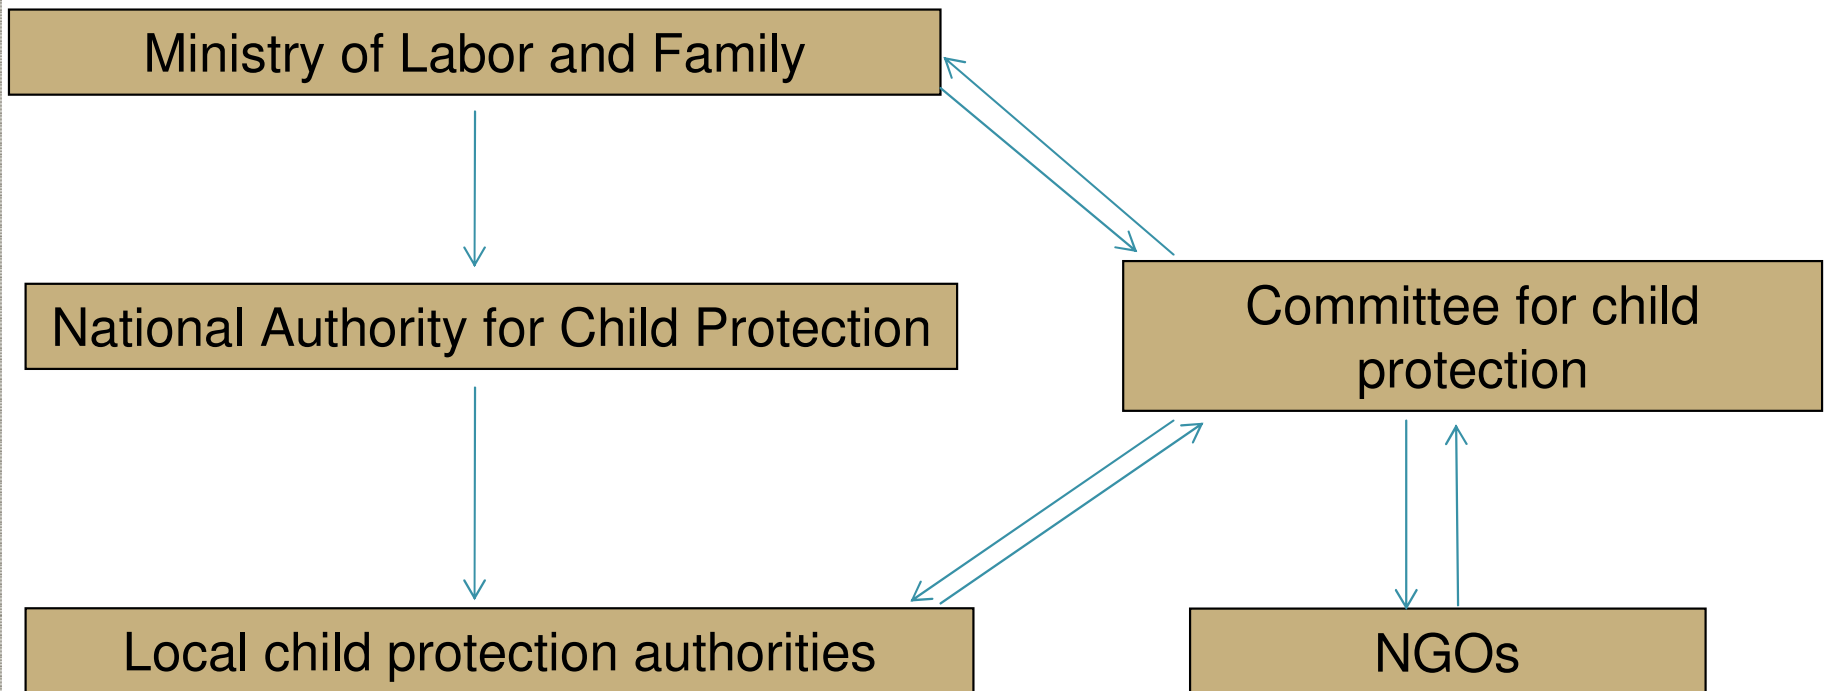 Ministry of Labor and Family
National Authority for Child Protection
Committee for child
protection
Local child protection authorities
NGOs